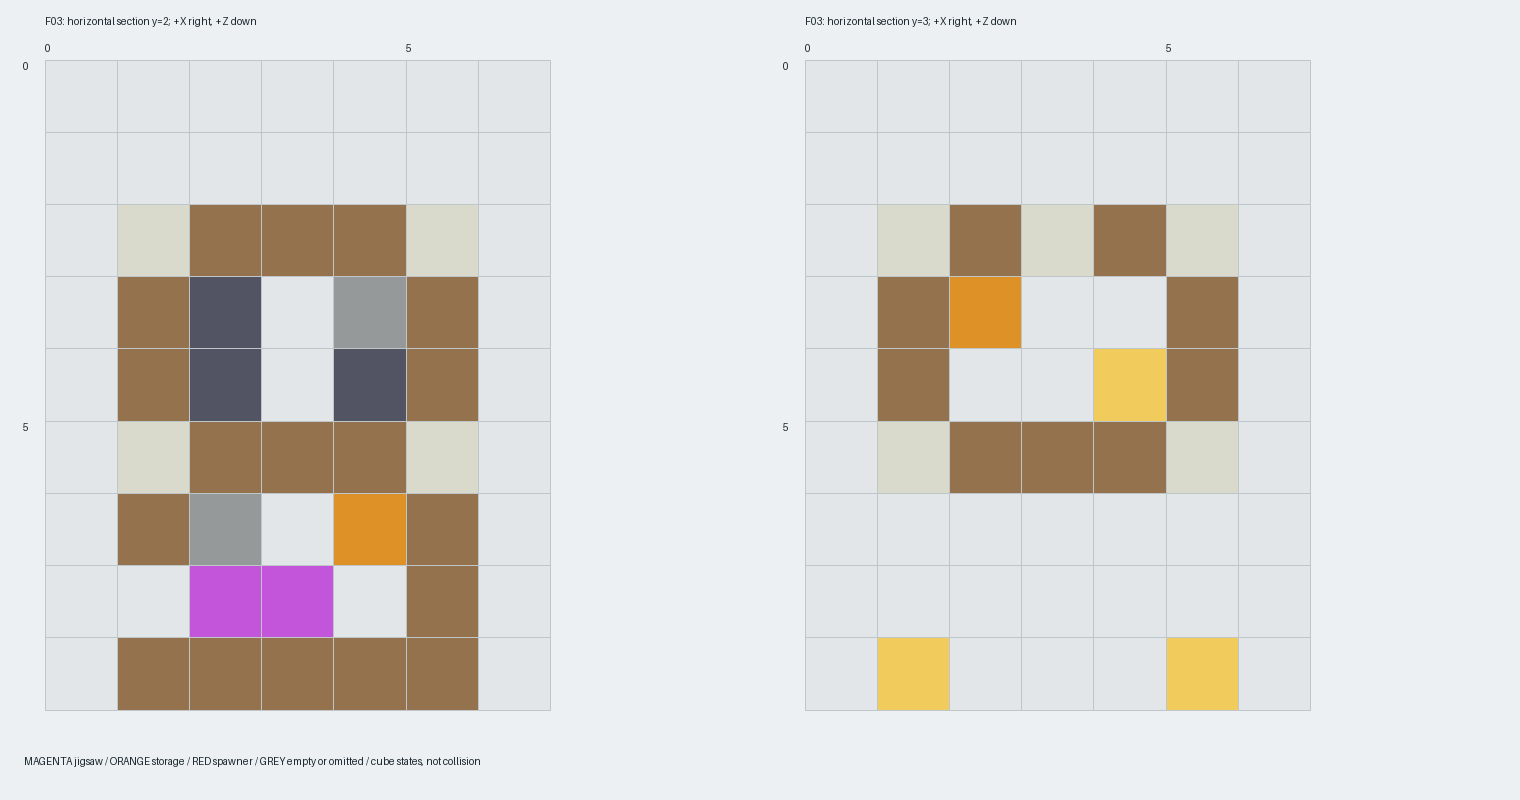 F03: horizontal section y=2; +X right, +Z down
F03: horizontal section y=3; +X right, +Z down
0 5
0 5
0
0
5
5
MAGENTA jigsaw / ORANGE storage / RED spawner / GREY empty or omitted / cube states, not collision